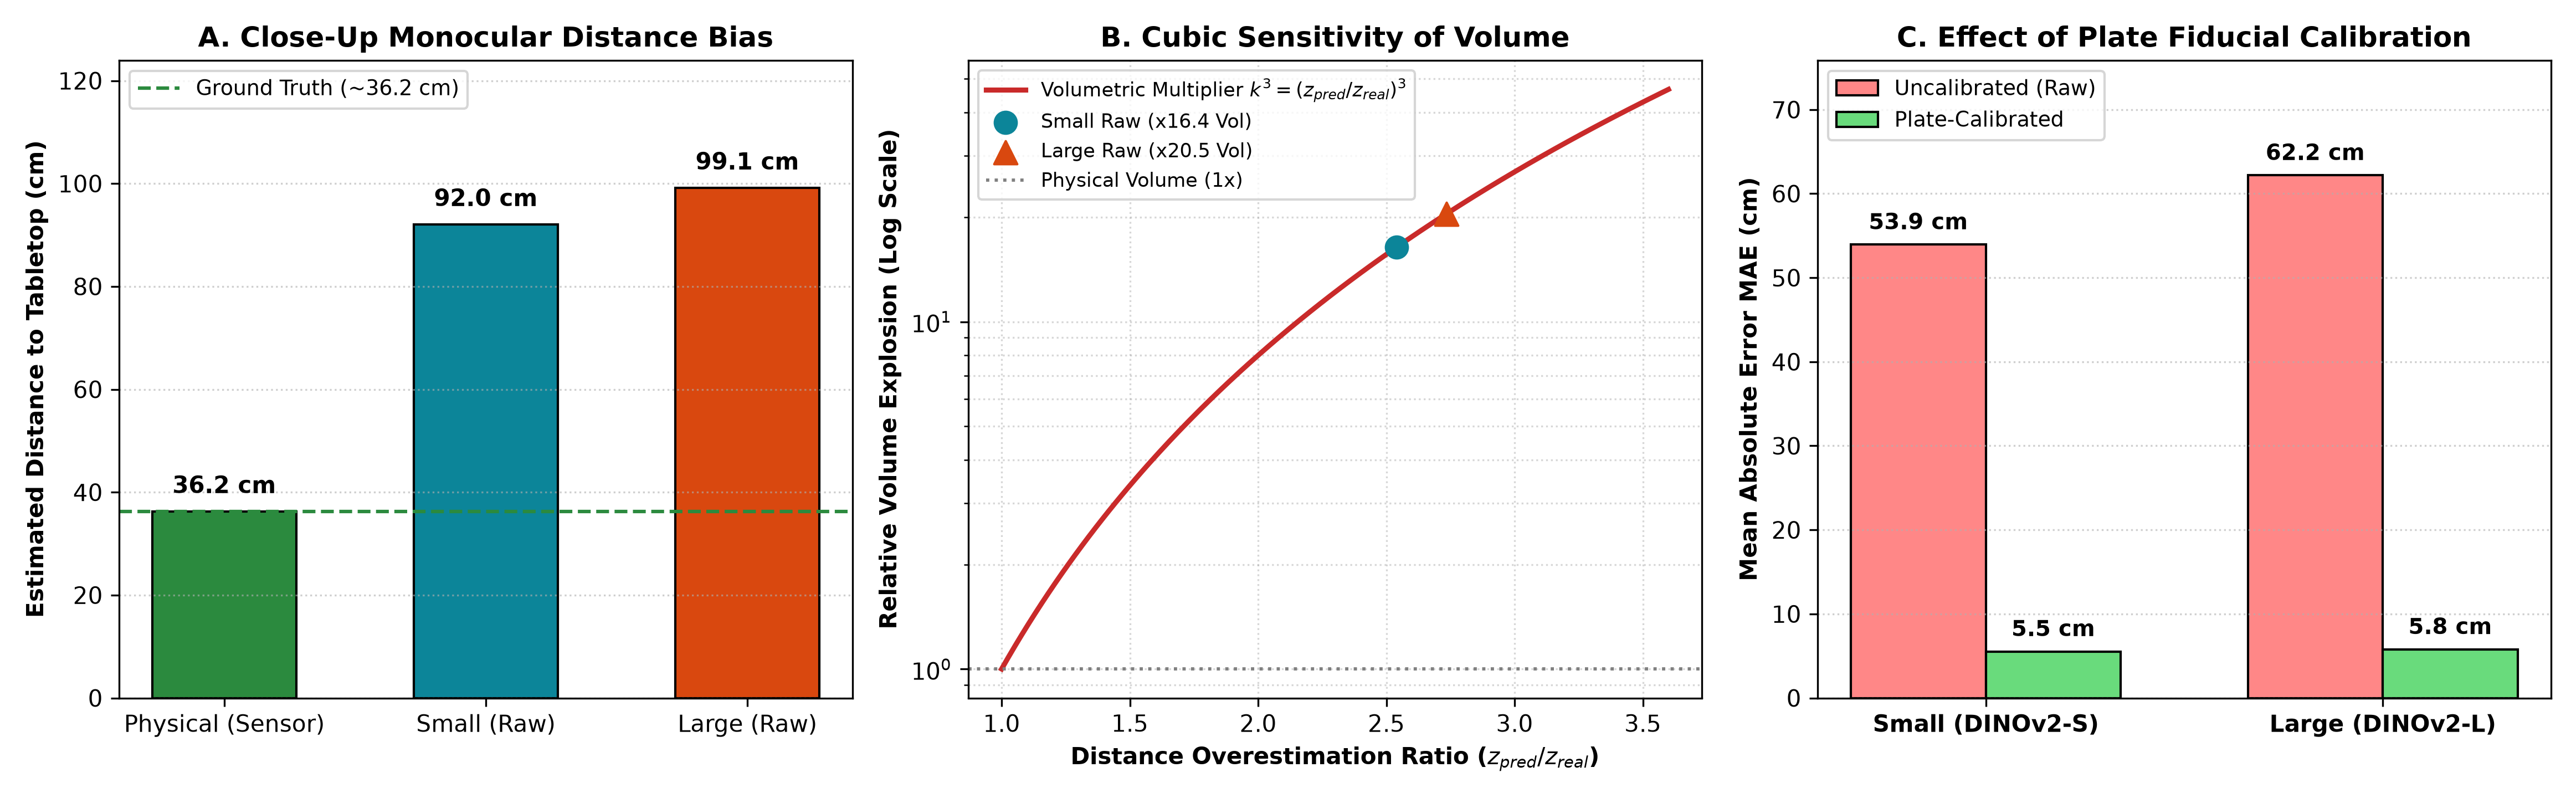 A. Close-Up Monocular Distance Bias
Estimated Distance to Tabletop (cm)
120
100
80
60
40
20
0
Ground Truth (~36.2 cm)
36.2 cm
92.0 cm
99.1 cm
Physical (Sensor)
Small (Raw)
Large (Raw)
B. Cubic Sensitivity of Volume
Relative Volume Explosion (Log Scale)
10¹
10⁰
Volumetric Multiplier k³ = (z_pred/z_real)³
Small Raw (x16.4 Vol)
Large Raw (x20.5 Vol)
Physical Volume (1x)
1.0
1.5
2.0
2.5
3.0
3.5
Distance Overestimation Ratio (z_pred/z_real)
C. Effect of Plate Fiducial Calibration
Mean Absolute Error MAE (cm)
70
60
50
40
30
20
10
0
Uncalibrated (Raw)
Plate-Calibrated
53.9 cm
5.5 cm
62.2 cm
5.8 cm
Small (DINOv2-S)
Large (DINOv2-L)